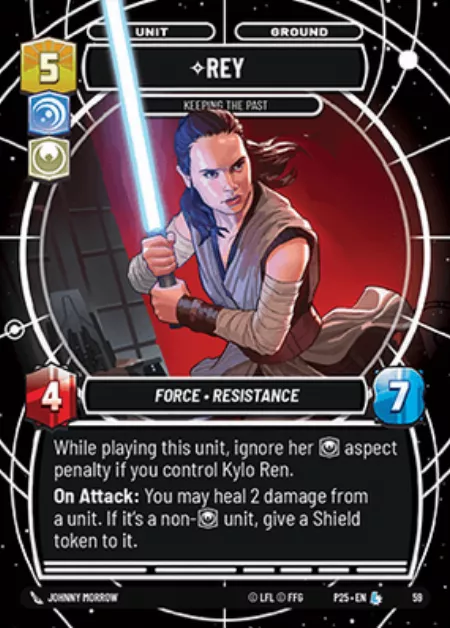 UNIT
GROUND
5
✧REY
KEEPING THE PAST
4
FORCE • RESISTANCE
7
While playing this unit, ignore her aspect
penalty if you control Kylo Ren.
On Attack: You may heal 2 damage from
a unit. If it's a non- unit, give a Shield
token to it.
JOHNNY MORROW
© LFL © FFG
P25 • EN
59